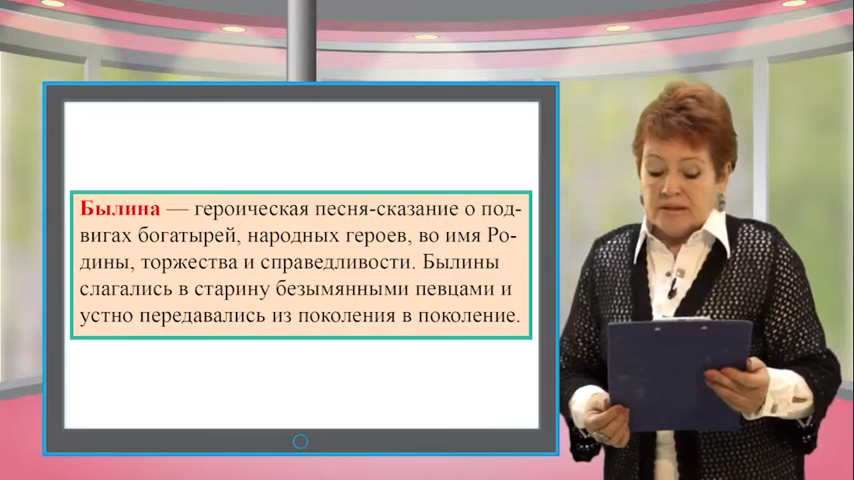 Былина — героическая песня-сказание о под-
вигах богатырей, народных героев, во имя Ро-
дины, торжества и справедливости. Былины
слагались в старину безымянными певцами и
устно передавались из поколения в поколение.